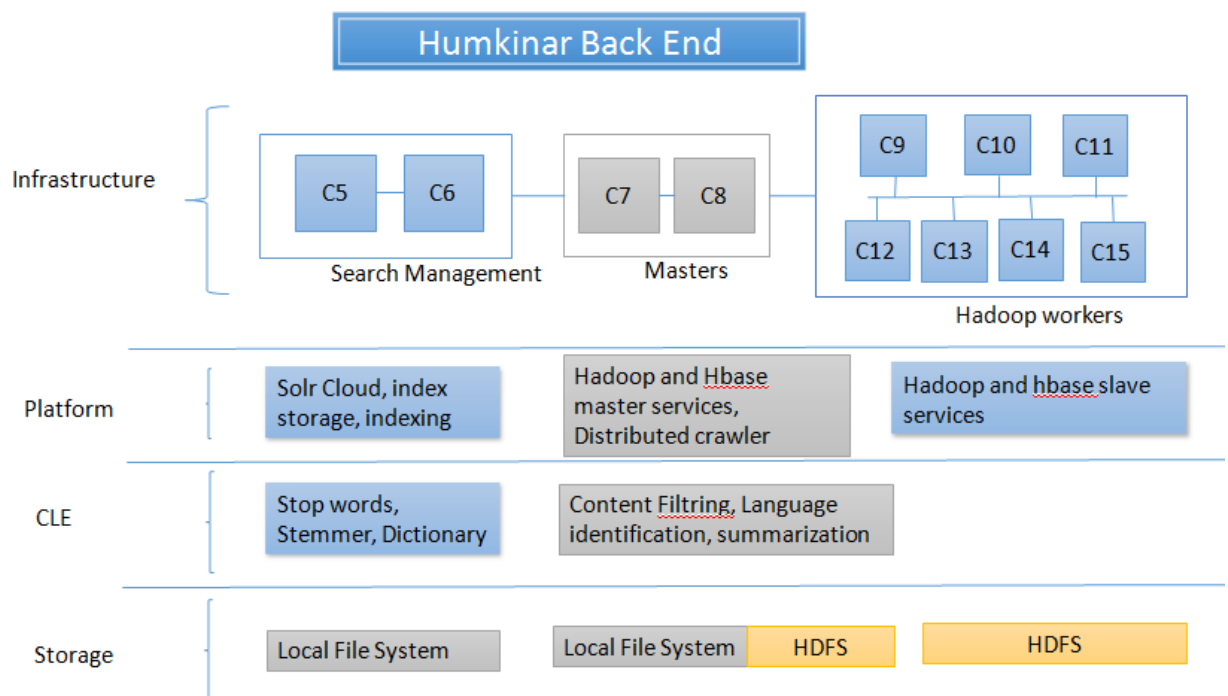 Humkinar Back End
Infrastructure
C5
C6
Search Management
C7
C8
Masters
C9
C10
C11
C12
C13
C14
C15
Hadoop workers
Platform
Solr Cloud, index
storage, indexing
Hadoop and Hbase
master services,
Distributed crawler
Hadoop and hbase slave
services
CLE
Stop words,
Stemmer, Dictionary
Content Filtring, Language
identification, summarization
Storage
Local File System
Local File System
HDFS
HDFS